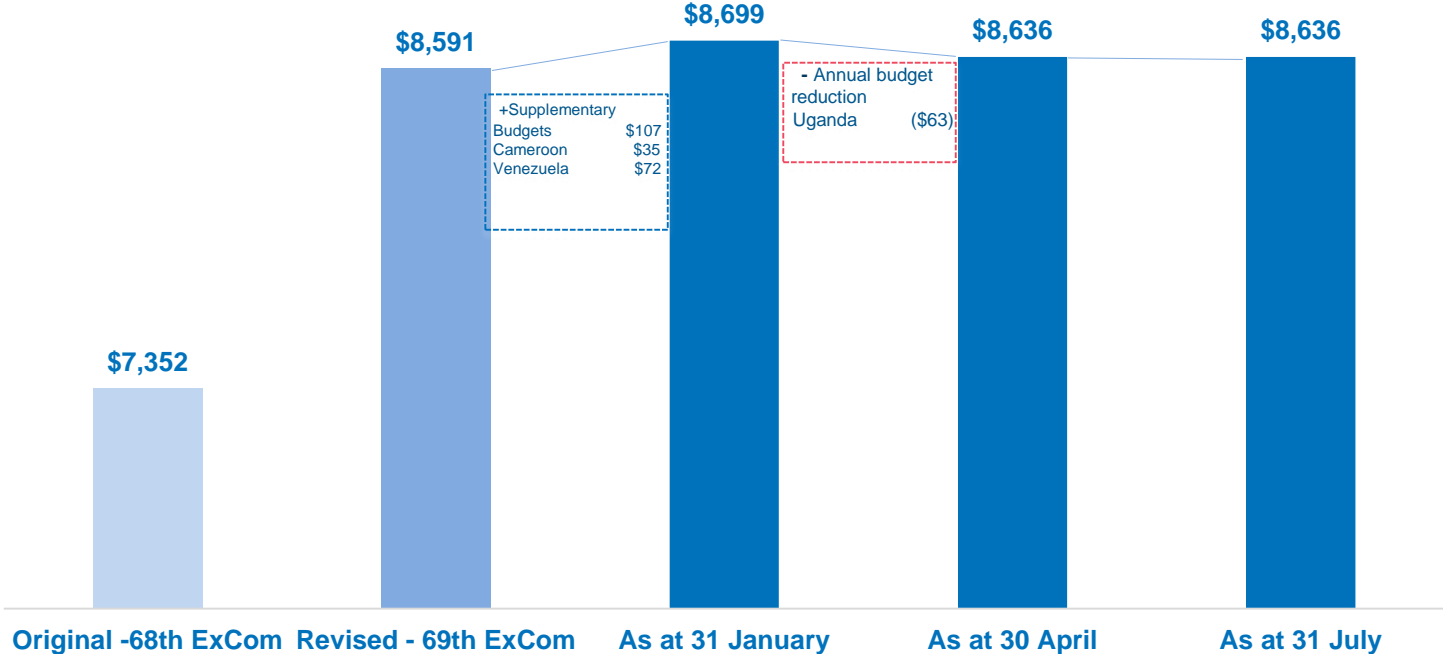 $7,352
$8,591
$8,699
$8,636
$8,636
+Supplementary
Budgets $107
Cameroon $35
Venezuela $72
- Annual budget
reduction
Uganda ($63)
Original -68th ExCom
Revised - 69th ExCom
As at 31 January
As at 30 April
As at 31 July